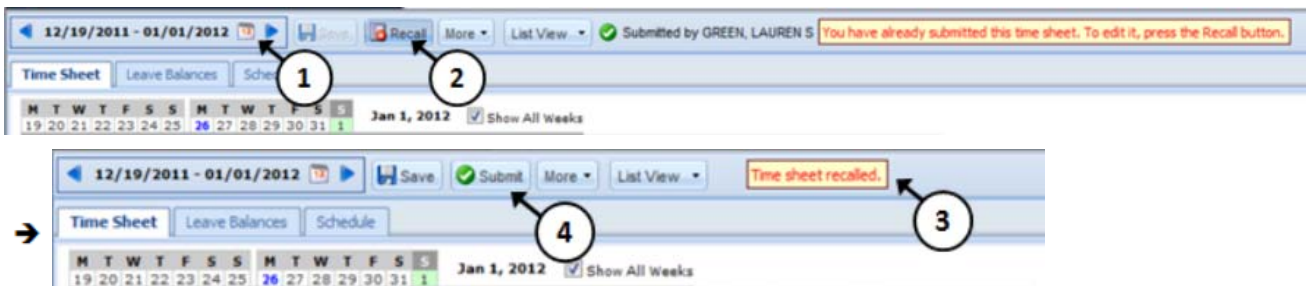 12/19/2011 - 01/01/2012 Save Recall More List View Submitted by GREEN, LAUREN S You have already submitted this time sheet. To edit it, press the Recall button.
1 2
Time Sheet Leave Balances
M T W T F S S M T W T F S S
Jan 1, 2012 Show All Weeks
19 20 21 22 23 24 25 26 27 28 29 30 31 1
12/19/2011 - 01/01/2012 Save Submit More List View Time sheet recalled.
3
4
Time Sheet Leave Balances Schedule
M T W T F S S M T W T F S S
Jan 1, 2012 Show All Weeks
19 20 21 22 23 24 25 26 27 28 29 30 31 1